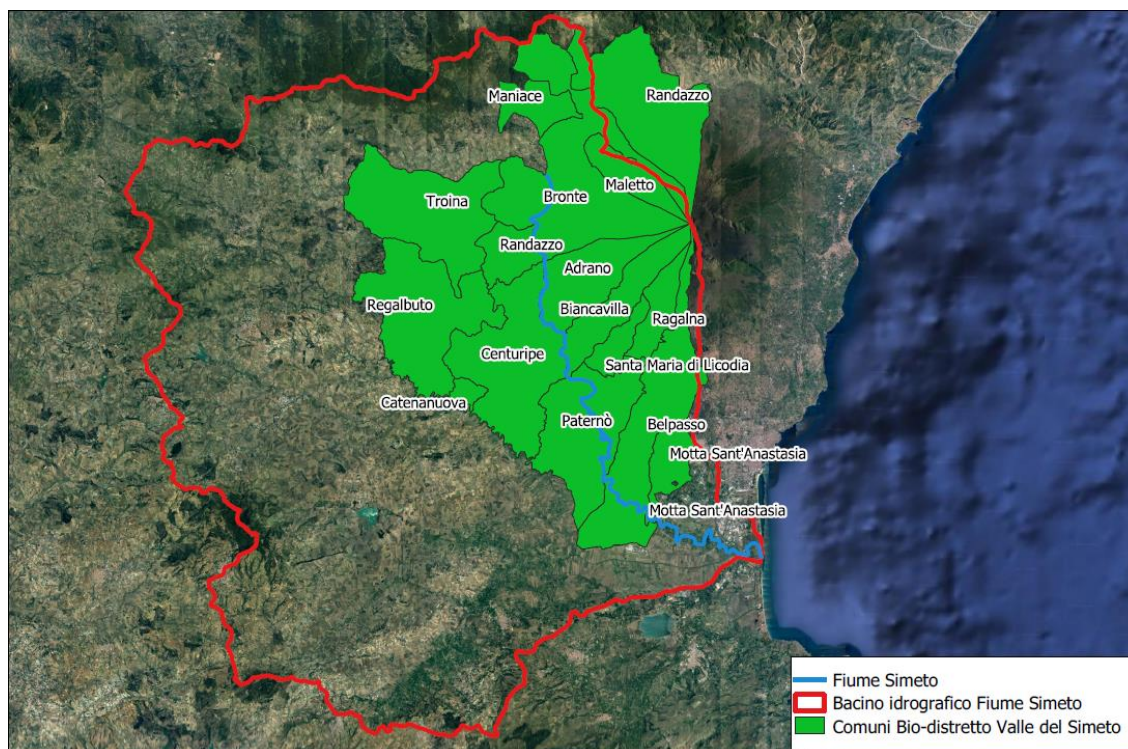 Maniace
Randazzo
Maletto
Troina
Bronte
Randazzo
Adrano
Regalbuto
Biancavilla
Ragalna
Centuripe
Santa Maria di Licodia
Catenanuova
Paternò
Belpasso
Motta Sant'Anastasia
Motta Sant'Anastasia
Fiume Simeto
Bacino idrografico Fiume Simeto
Comuni Bio-distretto Valle del Simeto